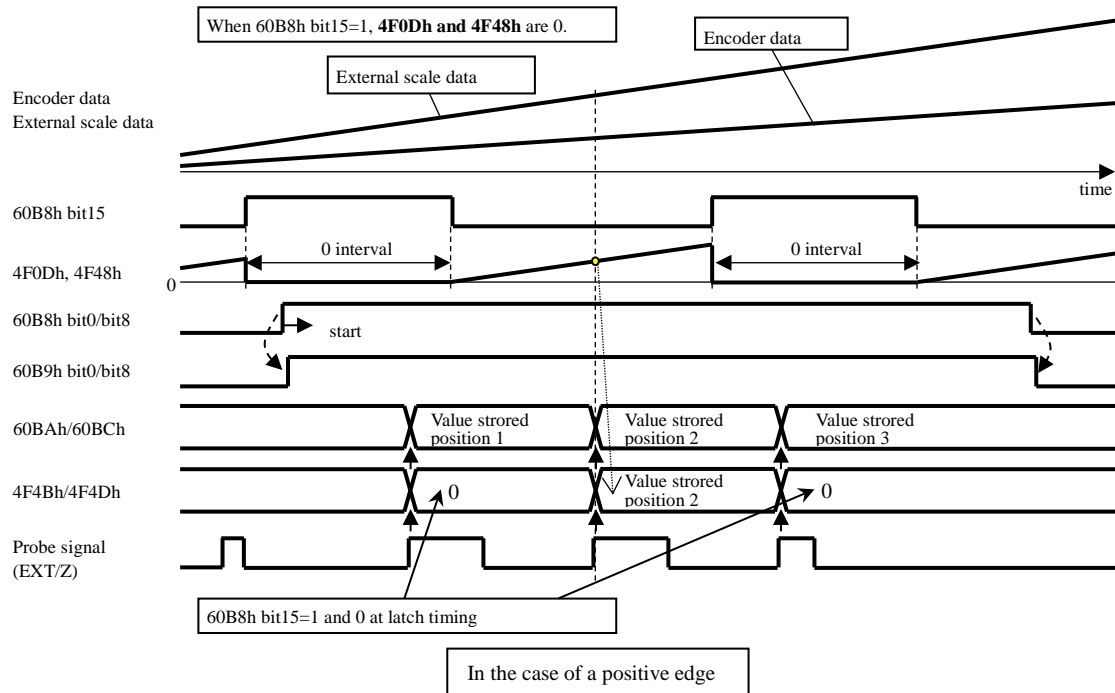 When 60B8h bit15=1, 4F0Dh and 4F48h are 0.
Encoder data
External scale data
Encoder data
External scale data
time
60B8h bit15
0 interval
0 interval
4F0Dh, 4F48h
0
60B8h bit0/bit8
start
60B9h bit0/bit8
60BAh/60BCh
Value strored
position 1
Value strored
position 2
Value strored
position 3
4F4Bh/4F4Dh
0
Value strored
position 2
0
Probe signal
(EXT/Z)
60B8h bit15=1 and 0 at latch timing
In the case of a positive edge